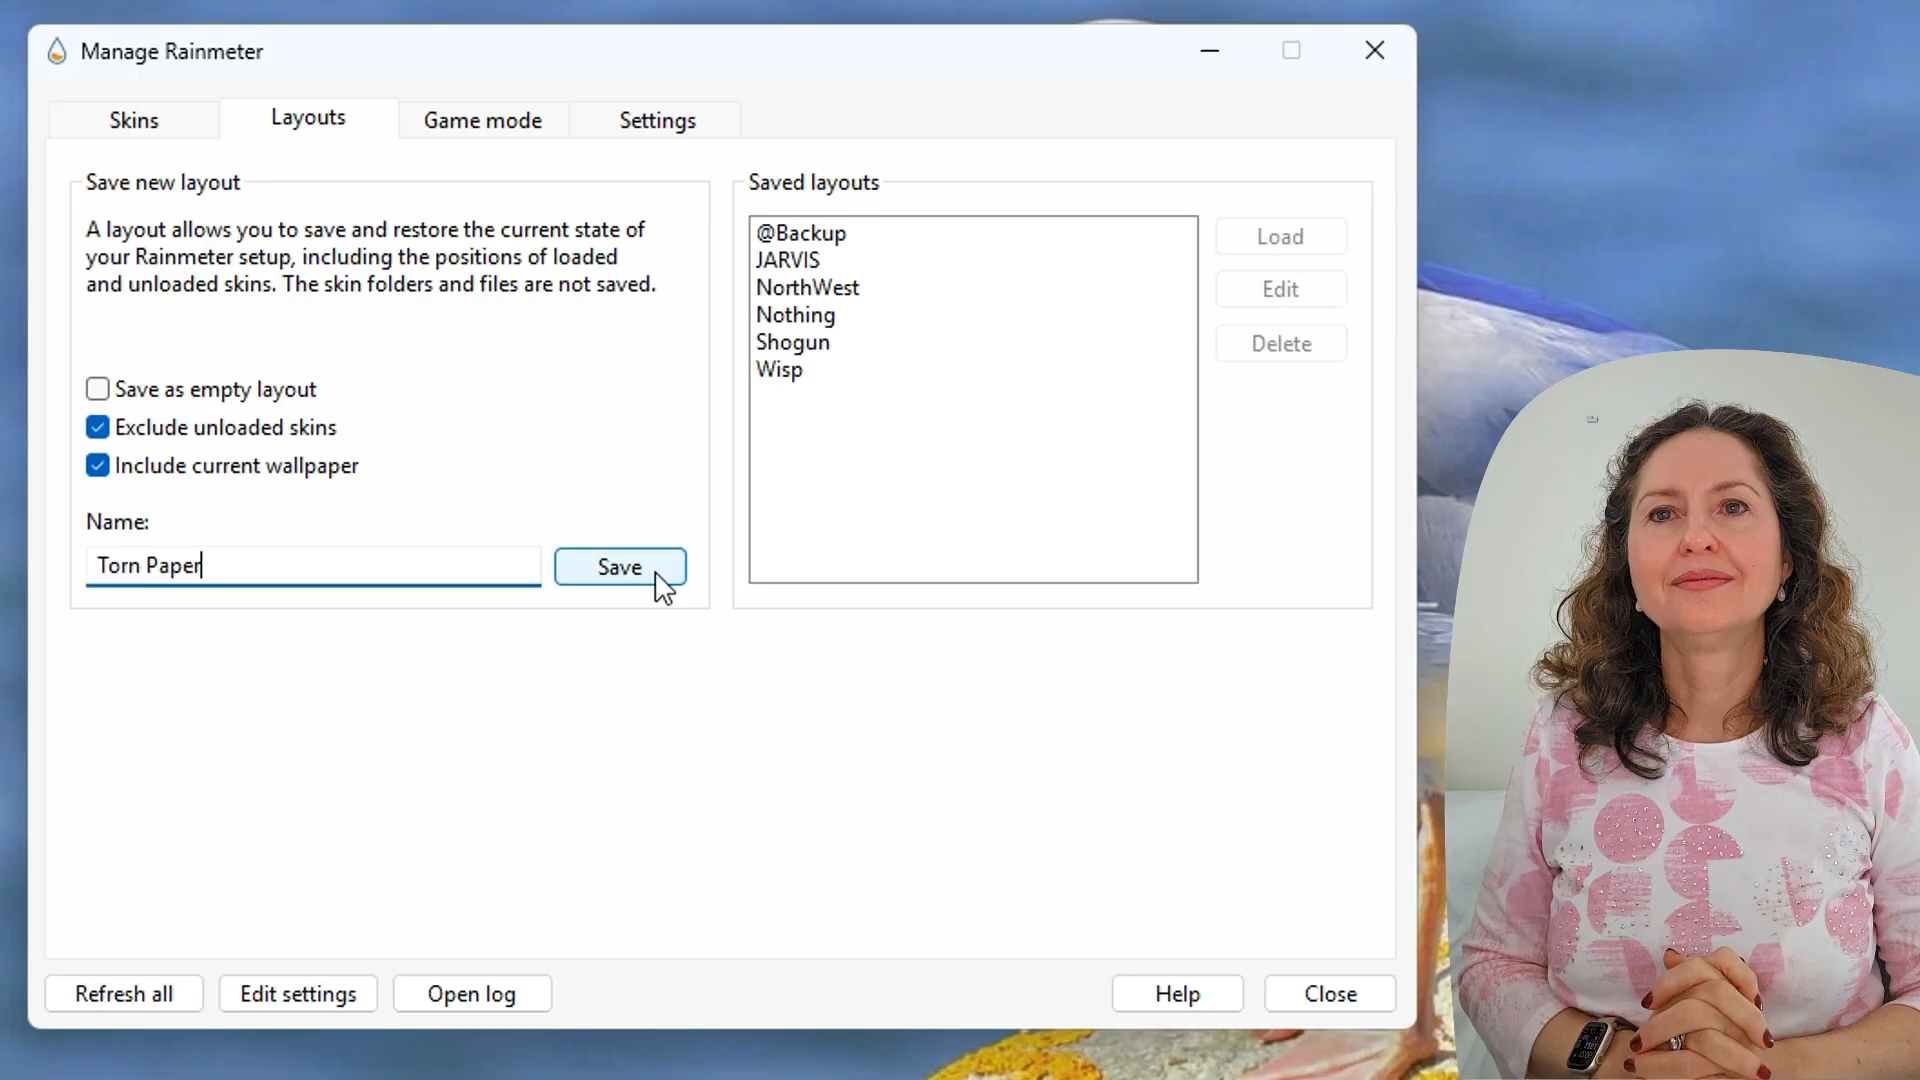 Manage Rainmeter
Skins
Layouts
Game mode
Settings
Save new layout
A layout allows you to save and restore the current state of
your Rainmeter setup, including the positions of loaded
and unloaded skins. The skin folders and files are not saved.
Save as empty layout
Exclude unloaded skins
Include current wallpaper
Name:
Torn Paper
Save
Saved layouts
@Backup
JARVIS
NorthWest
Nothing
Shogun
Wisp
Load
Edit
Delete
Refresh all
Edit settings
Open log
Help
Close